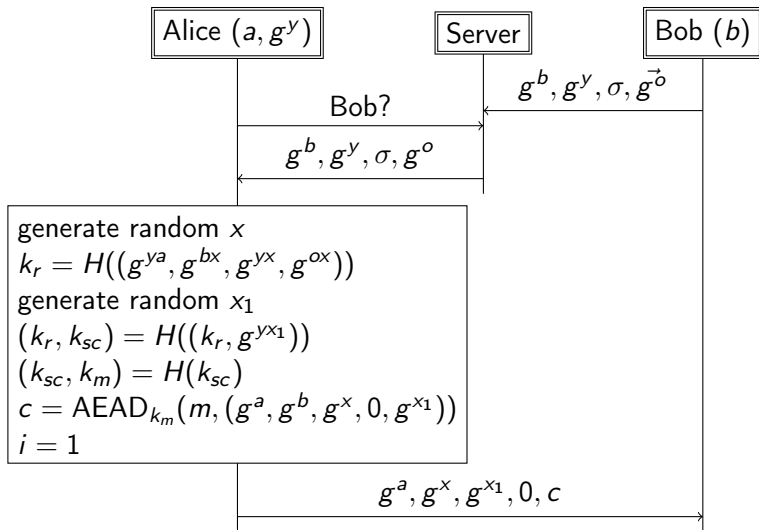 Alice (a, g^y)
Server
Bob (b)
g^b, g^y, σ, \vec{g^o}
Bob?
g^b, g^y, σ, g^o
generate random x
k_r = H((g^{ya}, g^{bx}, g^{yx}, g^{ox}))
generate random x_1
(k_r, k_{sc}) = H((k_r, g^{yx_1}))
(k_{sc}, k_m) = H(k_{sc})
c = AEAD_{k_m}(m, (g^a, g^b, g^x, 0, g^{x_1}))
i = 1
g^a, g^x, g^{x_1}, 0, c